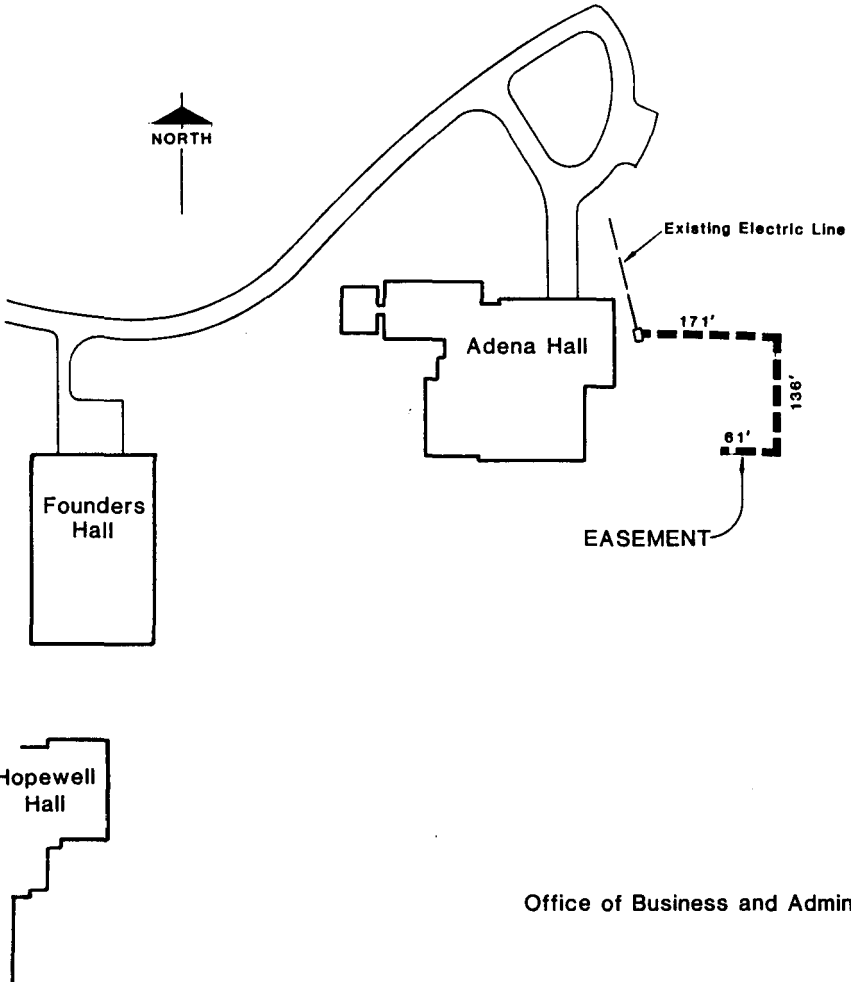 NORTH
Existing Electric Line
171'
Adena Hall
136'
61'
EASEMENT
Founders
Hall
Hopewell
Hall
Office of Business and Admin